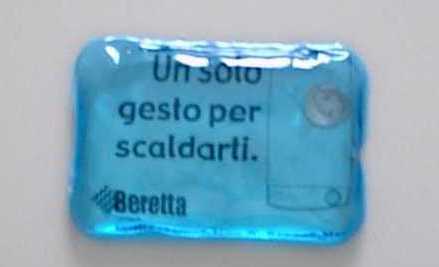 Un solo
gesto per
scaldarti.
Beretta